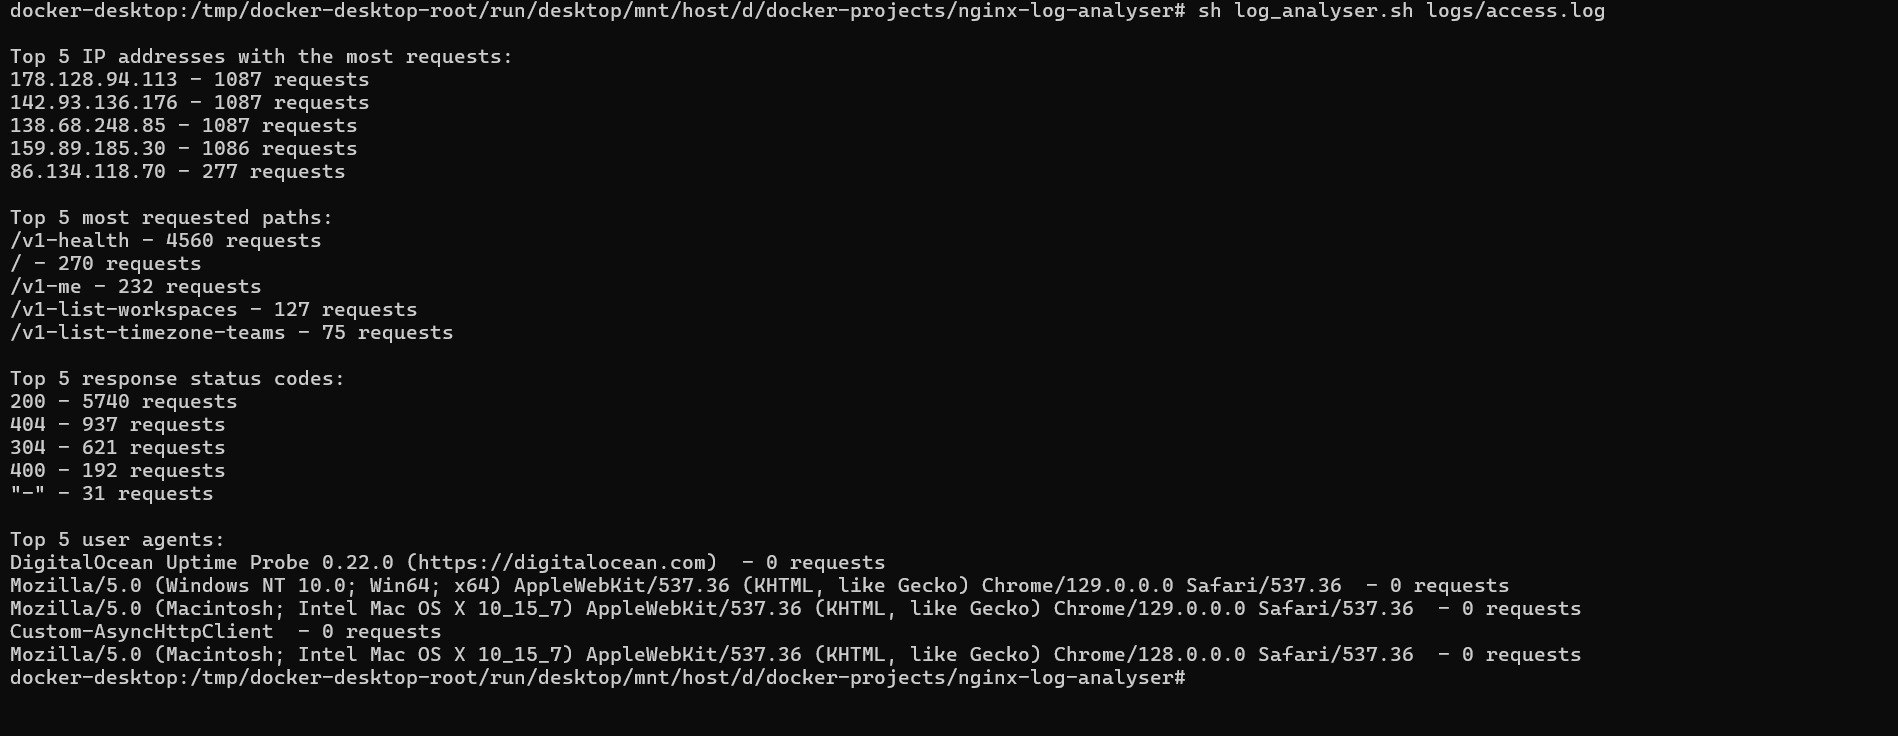 docker-desktop:/tmp/docker-desktop-root/run/desktop/mnt/host/d/docker-projects/nginx-log-analyser# sh log_analyser.sh logs/access.log
Top 5 IP addresses with the most requests:
178.128.94.113 - 1087 requests
142.93.136.176 - 1087 requests
138.68.248.85 - 1087 requests
159.89.185.30 - 1086 requests
86.134.118.70 - 277 requests
Top 5 most requested paths:
/v1-health - 4560 requests
/ - 270 requests
/v1-me - 232 requests
/v1-list-workspaces - 127 requests
/v1-list-timezone-teams - 75 requests
Top 5 response status codes:
200 - 5740 requests
404 - 937 requests
304 - 621 requests
400 - 192 requests
"-" - 31 requests
Top 5 user agents:
DigitalOcean Uptime Probe 0.22.0 (https://digitalocean.com)  - 0 requests
Mozilla/5.0 (Windows NT 10.0; Win64; x64) AppleWebKit/537.36 (KHTML, like Gecko) Chrome/129.0.0.0 Safari/537.36  - 0 requests
Mozilla/5.0 (Macintosh; Intel Mac OS X 10_15_7) AppleWebKit/537.36 (KHTML, like Gecko) Chrome/129.0.0.0 Safari/537.36  - 0 requests
Custom-AsyncHttpClient  - 0 requests
Mozilla/5.0 (Macintosh; Intel Mac OS X 10_15_7) AppleWebKit/537.36 (KHTML, like Gecko) Chrome/128.0.0.0 Safari/537.36  - 0 requests
docker-desktop:/tmp/docker-desktop-root/run/desktop/mnt/host/d/docker-projects/nginx-log-analyser#